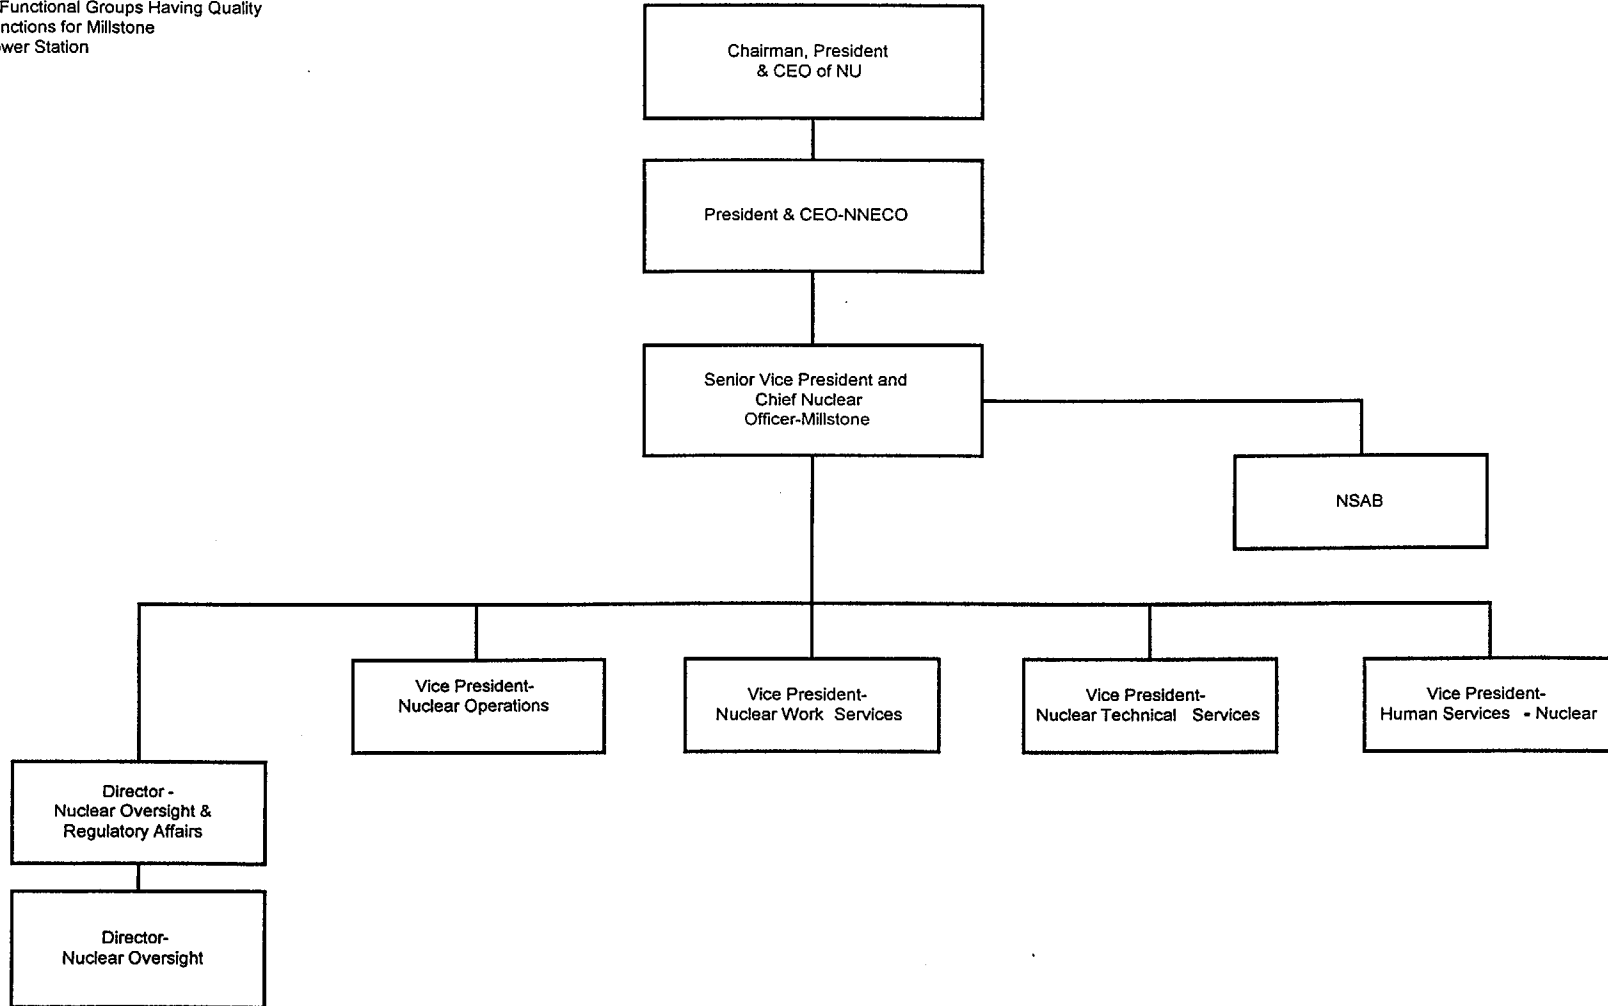 Functional Groups Having Quality
nctions for Millstone
wer Station
Chairman, President
& CEO of NU
President & CEO-NNECO
Senior Vice President and
Chief Nuclear
Officer-Millstone
NSAB
Vice President-
Nuclear Operations
Vice President-
Nuclear Work Services
Vice President-
Nuclear Technical Services
Vice President-
Human Services - Nuclear
Director -
Nuclear Oversight &
Regulatory Affairs
Director-
Nuclear Oversight